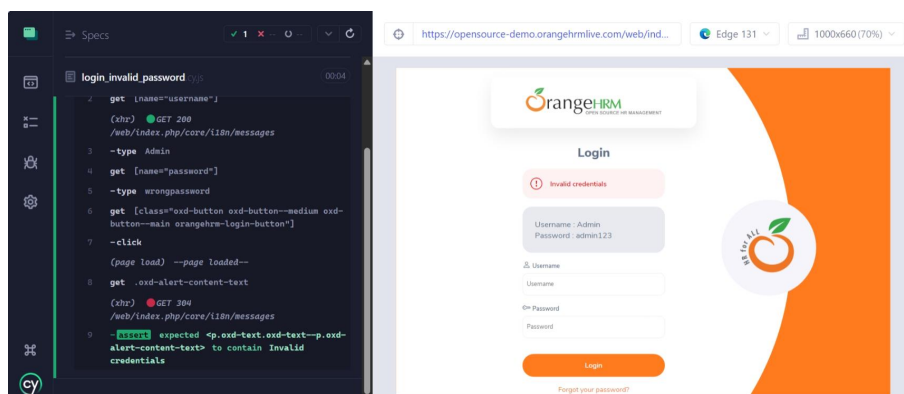 Specs
✓ 1 ✕ --
login_invalid_password.cy.js 00:04
2 get [name="username"]
(xhr) GET 200
/web/index.php/core/i18n/messages
3 -type Admin
4 get [name="password"]
5 -type wrongpassword
6 get [class="oxd-button oxd-button--medium oxd-
button--main orangehrm-login-button"]
7 -click
(page load) --page loaded--
8 get .oxd-alert-content-text
(xhr) GET 304
/web/index.php/core/i18n/messages
9 -assert expected <p.oxd-text.oxd-text--p.oxd-
alert-content-text> to contain Invalid
credentials
cy
https://opensource-demo.orangehrmlive.com/web/ind...
Edge 131
1000x660 (70%)
OrangeHRM
OPEN SOURCE HR MANAGEMENT
Login
Invalid credentials
Username : Admin
Password : admin123
Username
Username
Password
Password
Login
Forgot your password?
HR for ALL